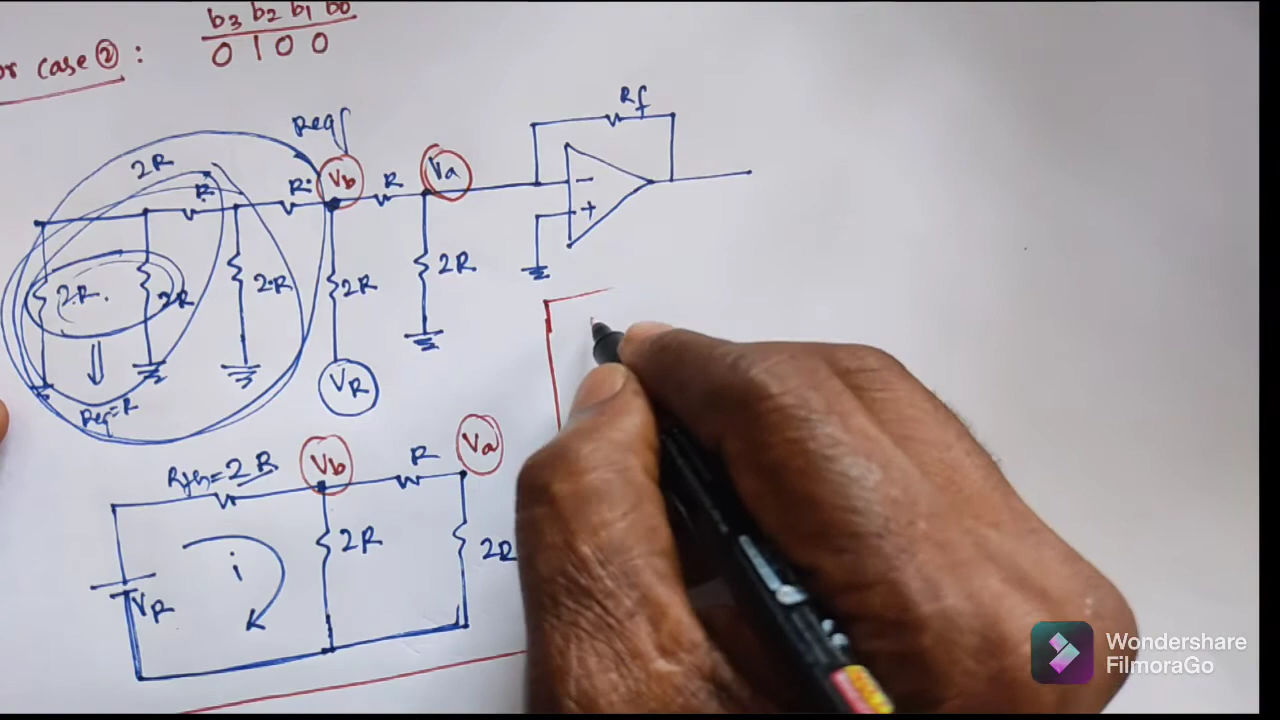 b3 b2 b1 b0
or case ② :
0 1 0 0
Rf
Req
2R
R
R
Vb
R
Va
-
+
2R.
2R
2R
2R
2R
VR
Req=R
Rth=2R
Vb
R
Va
2R
2R
i
VR
Wondershare
FilmoraGo